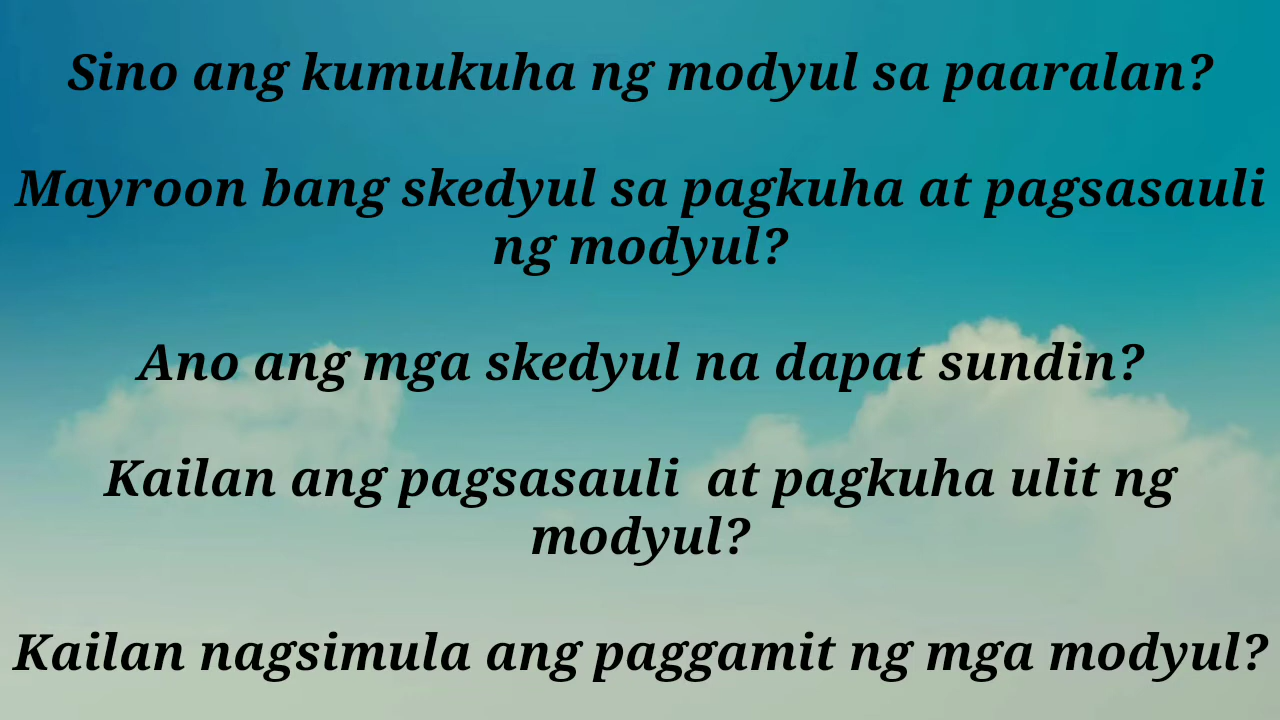 Sino ang kumukuha ng modyul sa paaralan?
Mayroon bang skedyul sa pagkuha at pagsasauli
ng modyul?
Ano ang mga skedyul na dapat sundin?
Kailan ang pagsasauli  at pagkuha ulit ng
modyul?
Kailan nagsimula ang paggamit ng mga modyul?